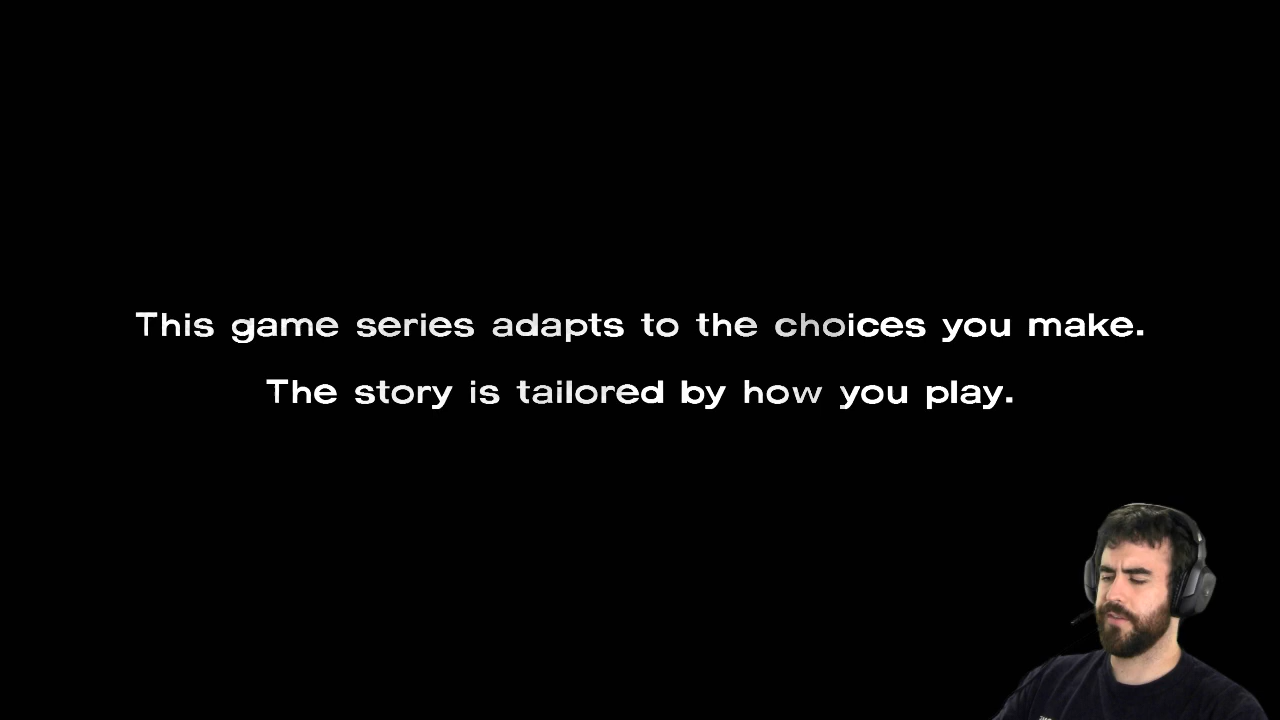 This game series adapts to the choices you make.
The story is tailored by how you play.